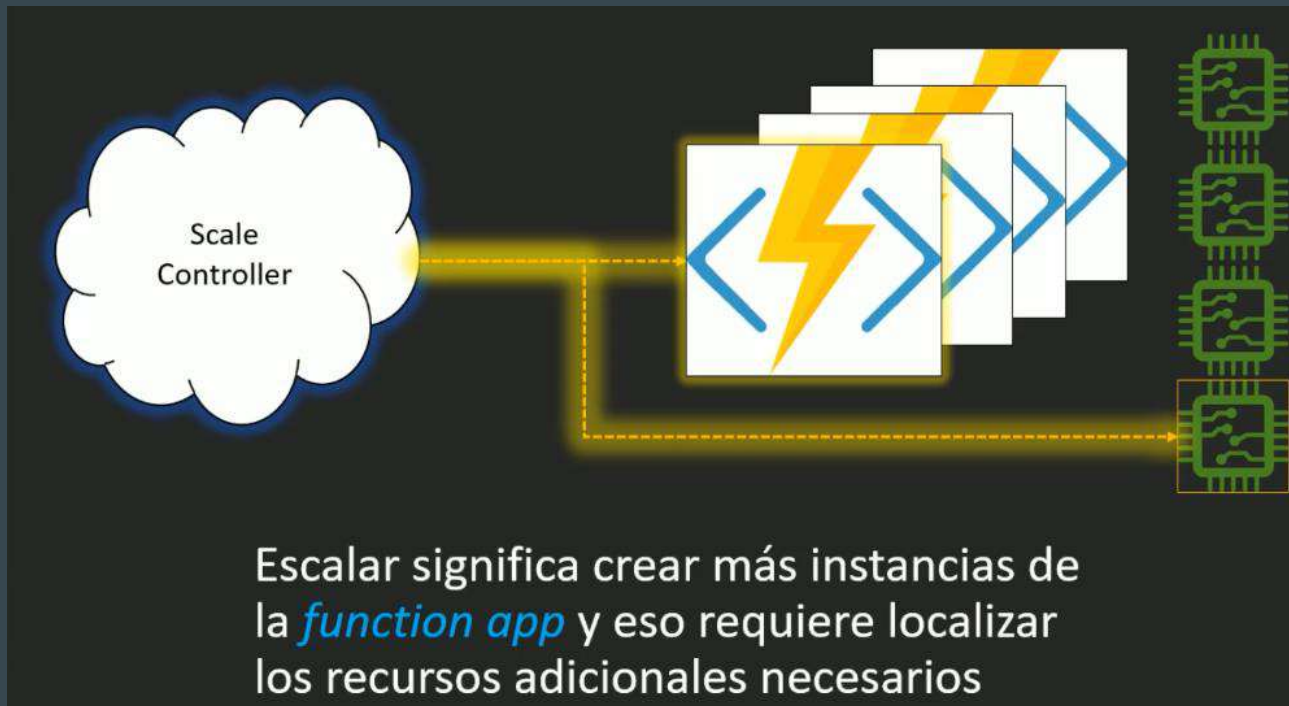 Scale
Controller
Escalar significa crear más instancias de
la function app y eso requiere localizar
los recursos adicionales necesarios